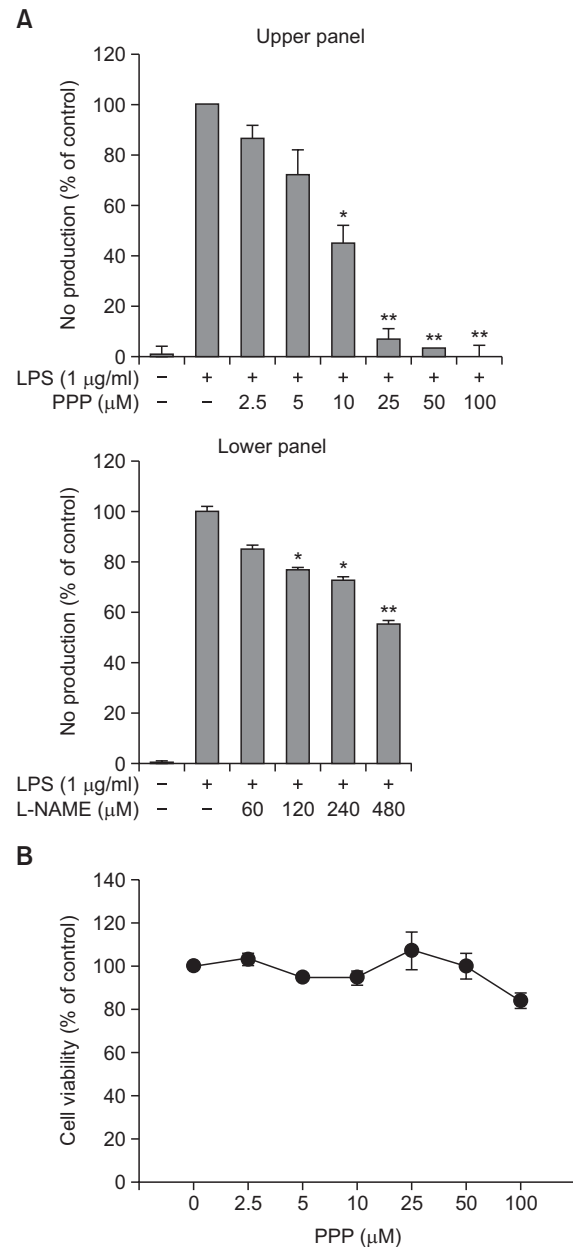 A
Upper panel
No production (% of control)
120
100
80
60
40
20
0
*
**
**
**
LPS (1 μg/ml) – + + + + + + +
PPP (μM) – – 2.5 5 10 25 50 100
Lower panel
No production (% of control)
120
100
80
60
40
20
0
*
*
**
LPS (1 μg/ml) – + + + + +
L-NAME (μM) – – 60 120 240 480
B
Cell viability (% of control)
140
120
100
80
60
40
20
0
0 2.5 5 10 25 50 100
PPP (μM)